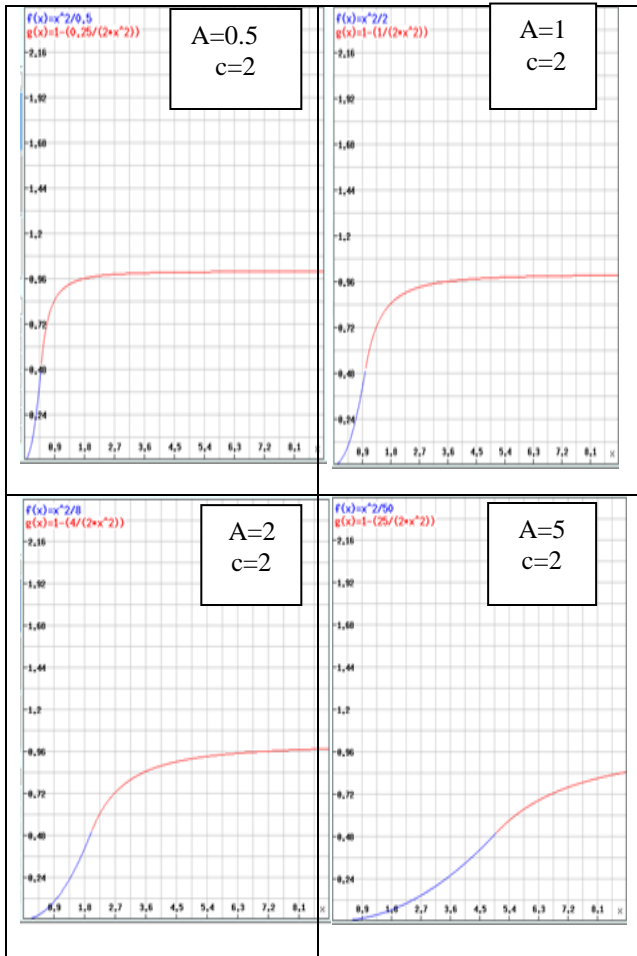 f(x)=x^2/0,5
g(x)=1-(0,25/(2*x^2))
A=0.5
c=2
2,16
1,92
1,68
1,44
1,2
0,96
0,72
0,48
0,24
0,9 1,8 2,7 3,6 4,5 5,4 6,3 7,2 8,1 x
f(x)=x^2/2
g(x)=1-(1/(2*x^2))
A=1
c=2
2,16
1,92
1,68
1,44
1,2
0,96
0,72
0,48
0,24
0,9 1,8 2,7 3,6 4,5 5,4 6,3 7,2 8,1 x
f(x)=x^2/8
g(x)=1-(4/(2*x^2))
A=2
c=2
2,16
1,92
1,68
1,44
1,2
0,96
0,72
0,48
0,24
0,9 1,8 2,7 3,6 4,5 5,4 6,3 7,2 8,1 x
f(x)=x^2/50
g(x)=1-(25/(2*x^2))
A=5
c=2
2,16
1,92
1,68
1,44
1,2
0,96
0,72
0,48
0,24
0,9 1,8 2,7 3,6 4,5 5,4 6,3 7,2 8,1 x